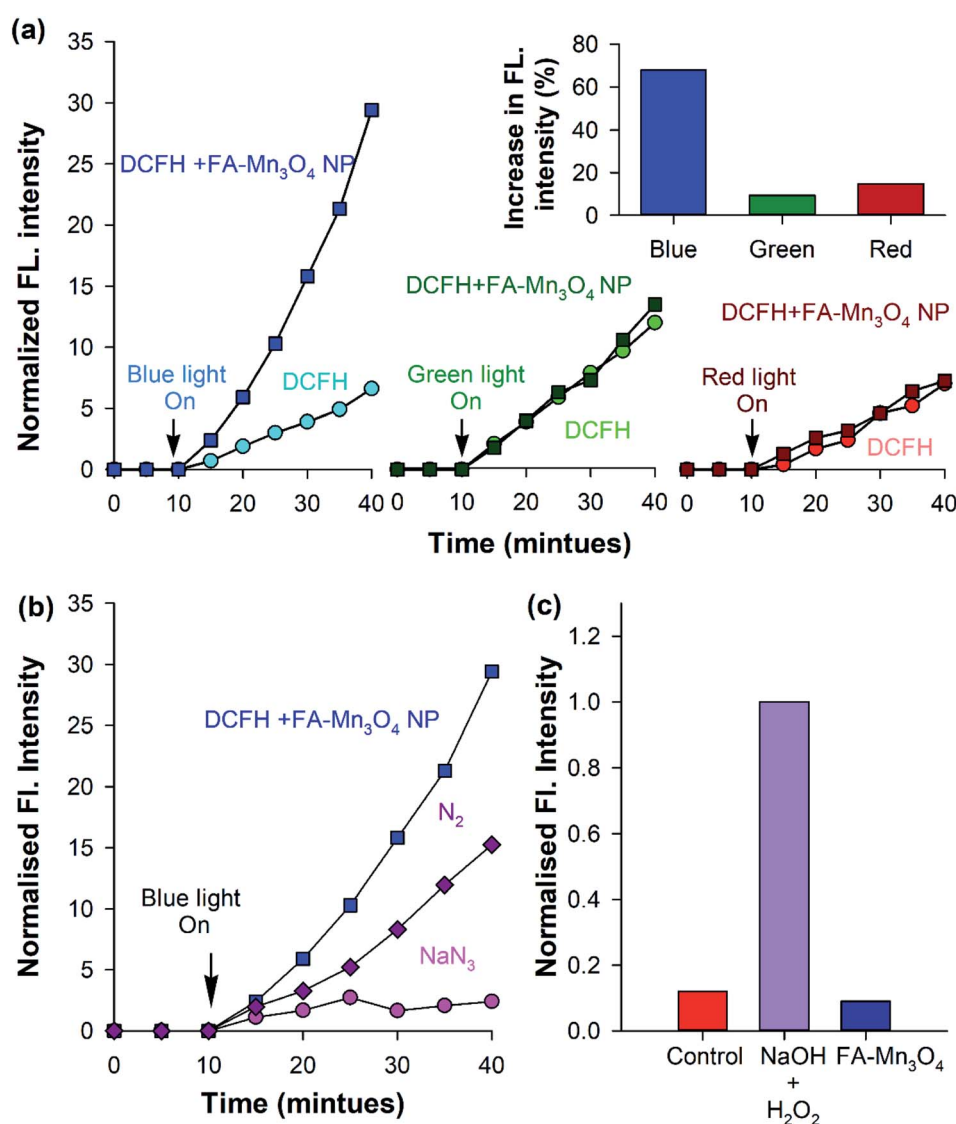 (a)
Normalized FL. intensity
35
30
25
20
15
10
5
0
DCFH +FA-Mn₃O₄ NP
Blue light
On
DCFH
0 10 20 30 40
Increase in FL.
intensity (%)
80
60
40
20
0
Blue Green Red
DCFH+FA-Mn₃O₄ NP
Green light
On
DCFH
0 10 20 30 40
DCFH+FA-Mn₃O₄ NP
Red light
On
DCFH
0 10 20 30 40
Time (mintues)
(b)
Normalised Fl. Intensity
35
30
25
20
15
10
5
0
DCFH +FA-Mn₃O₄ NP
N₂
Blue light
On
NaN₃
0 10 20 30 40
Time (mintues)
(c)
Normalised Fl. Intensity
1.2
1.0
0.8
0.6
0.4
0.2
0.0
Control NaOH FA-Mn₃O₄
+
H₂O₂